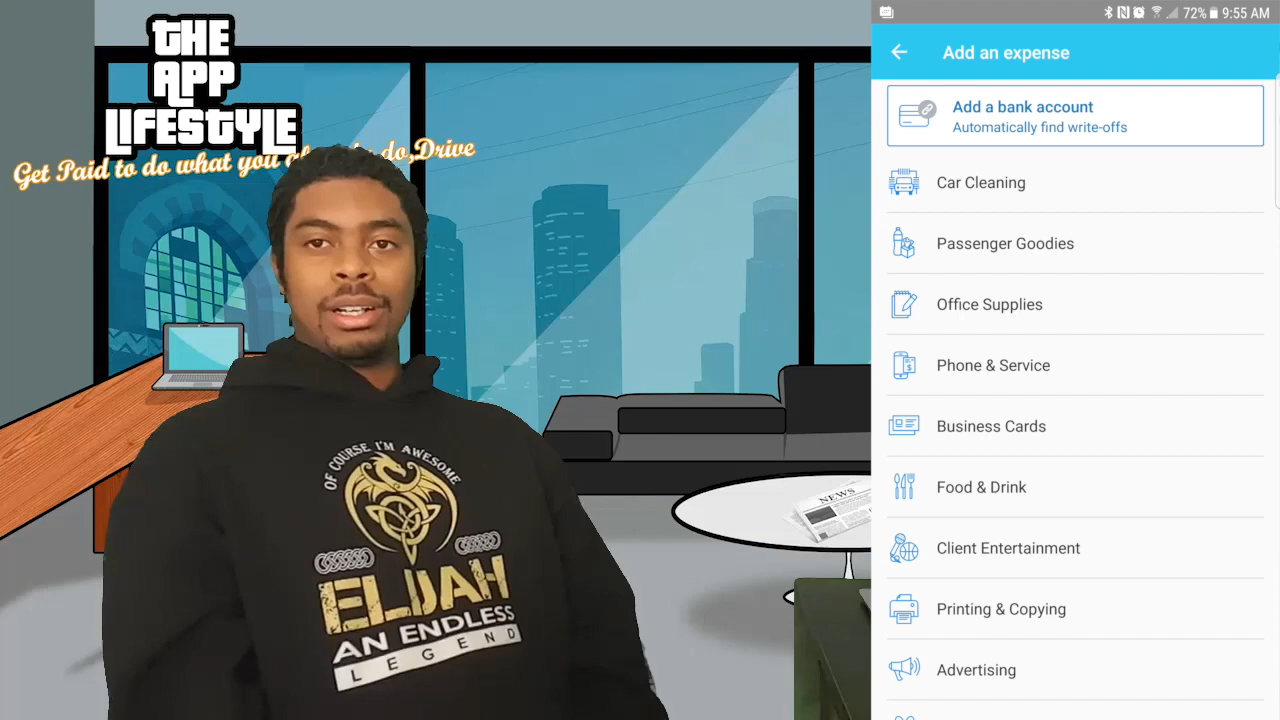 THE
APP
LIFESTYLE
Get Paid to do what you do,Drive
OF COURSE I'M AWESOME
ELIJAH
AN ENDLESS
LEGEND
NEWS
72% 9:55 AM
Add an expense
Add a bank account
Automatically find write-offs
Car Cleaning
Passenger Goodies
Office Supplies
Phone & Service
Business Cards
Food & Drink
Client Entertainment
Printing & Copying
Advertising